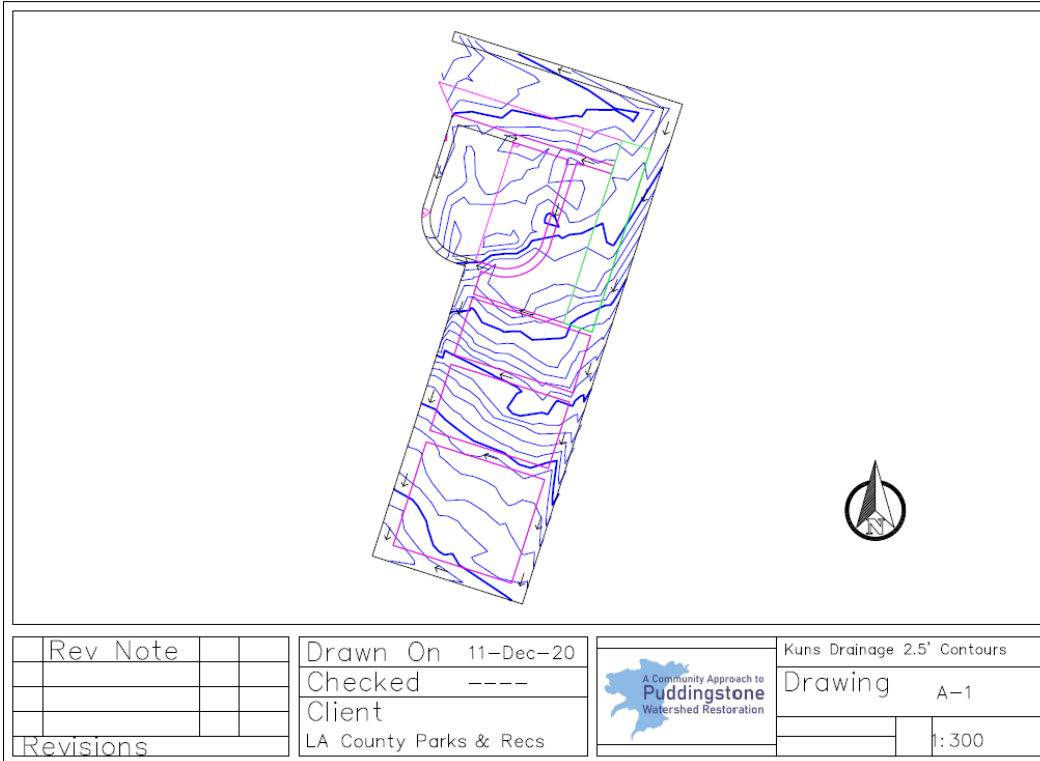 N
Rev Note
Revisions
Drawn On 11-Dec-20
Checked ----
Client
LA County Parks & Recs
A Community Approach to
Puddingstone
Watershed Restoration
Kuns Drainage 2.5' Contours
Drawing A-1
1:300